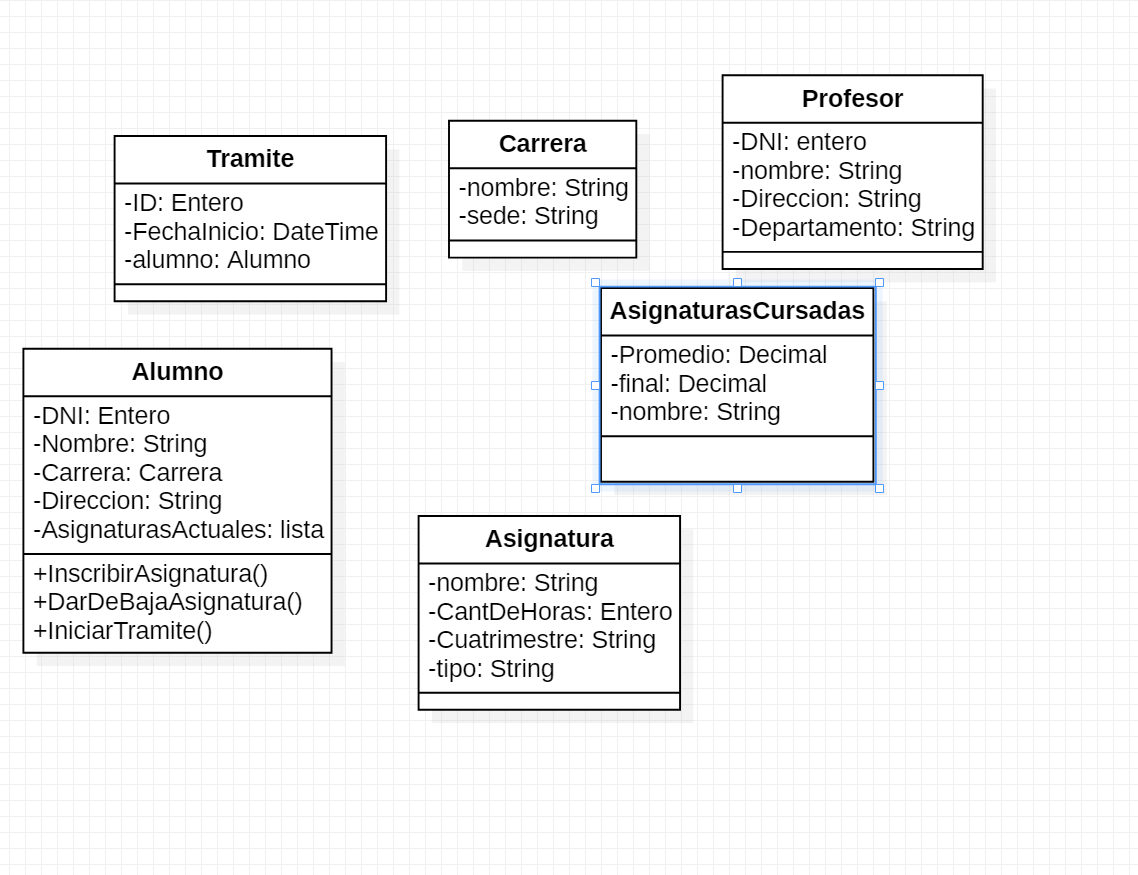 Tramite
-ID: Entero
-FechaInicio: DateTime
-alumno: Alumno
Carrera
-nombre: String
-sede: String
Profesor
-DNI: entero
-nombre: String
-Direccion: String
-Departamento: String
AsignaturasCursadas
-Promedio: Decimal
-final: Decimal
-nombre: String
Alumno
-DNI: Entero
-Nombre: String
-Carrera: Carrera
-Direccion: String
-AsignaturasActuales: lista
+InscribirAsignatura()
+DarDeBajaAsignatura()
+IniciarTramite()
Asignatura
-nombre: String
-CantDeHoras: Entero
-Cuatrimestre: String
-tipo: String